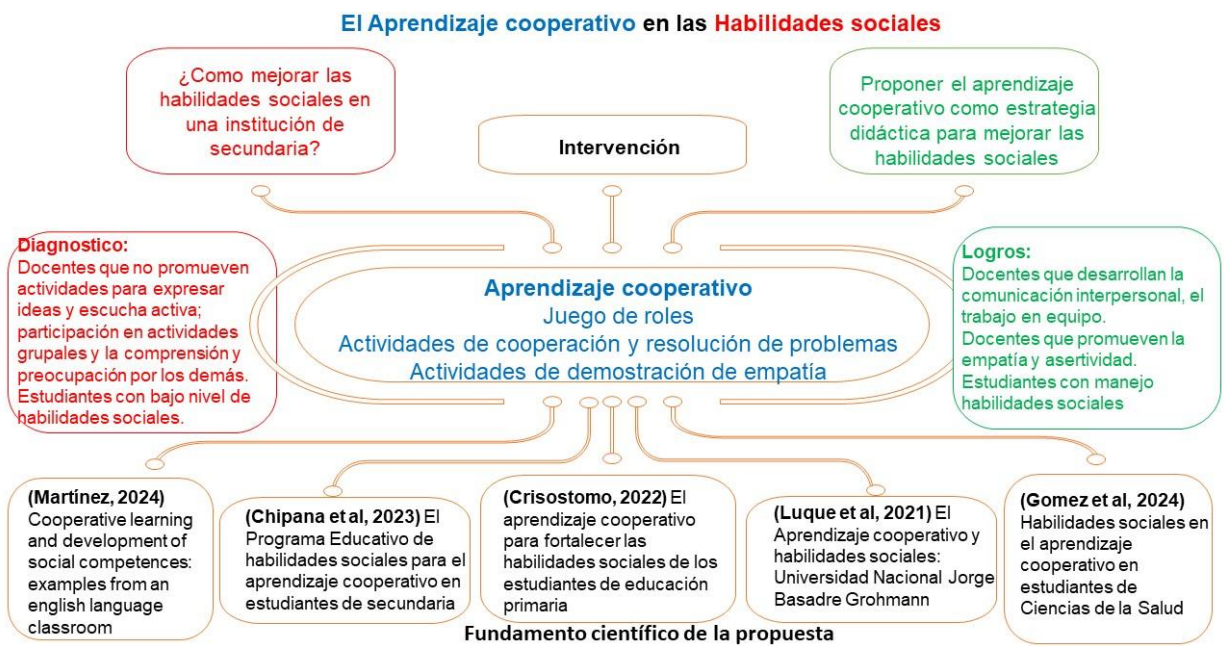 El Aprendizaje cooperativo en las Habilidades sociales
¿Como mejorar las
habilidades sociales en
una institución de
secundaria?
Intervención
Proponer el aprendizaje
cooperativo como estrategia
didáctica para mejorar las
habilidades sociales
Diagnostico:
Docentes que no promueven
actividades para expresar
ideas y escucha activa;
participación en actividades
grupales y la comprensión y
preocupación por los demás.
Estudiantes con bajo nivel de
habilidades sociales.
Aprendizaje cooperativo
Juego de roles
Actividades de cooperación y resolución de problemas
Actividades de demostración de empatía
Logros:
Docentes que desarrollan la
comunicación interpersonal, el
trabajo en equipo.
Docentes que promueven la
empatía y asertividad.
Estudiantes con manejo
habilidades sociales
(Martínez, 2024)
Cooperative learning
and development of
social competences:
examples from an
english language
classroom
(Chipana et al, 2023) El
Programa Educativo de
habilidades sociales para el
aprendizaje cooperativo en
estudiantes de secundaria
(Crisostomo, 2022) El
aprendizaje cooperativo
para fortalecer las
habilidades sociales de los
estudiantes de educación
primaria
(Luque et al, 2021) El
Aprendizaje cooperativo y
habilidades sociales:
Universidad Nacional Jorge
Basadre Grohmann
(Gomez et al, 2024)
Habilidades sociales en
el aprendizaje
cooperativo en
estudiantes de
Ciencias de la Salud
Fundamento científico de la propuesta